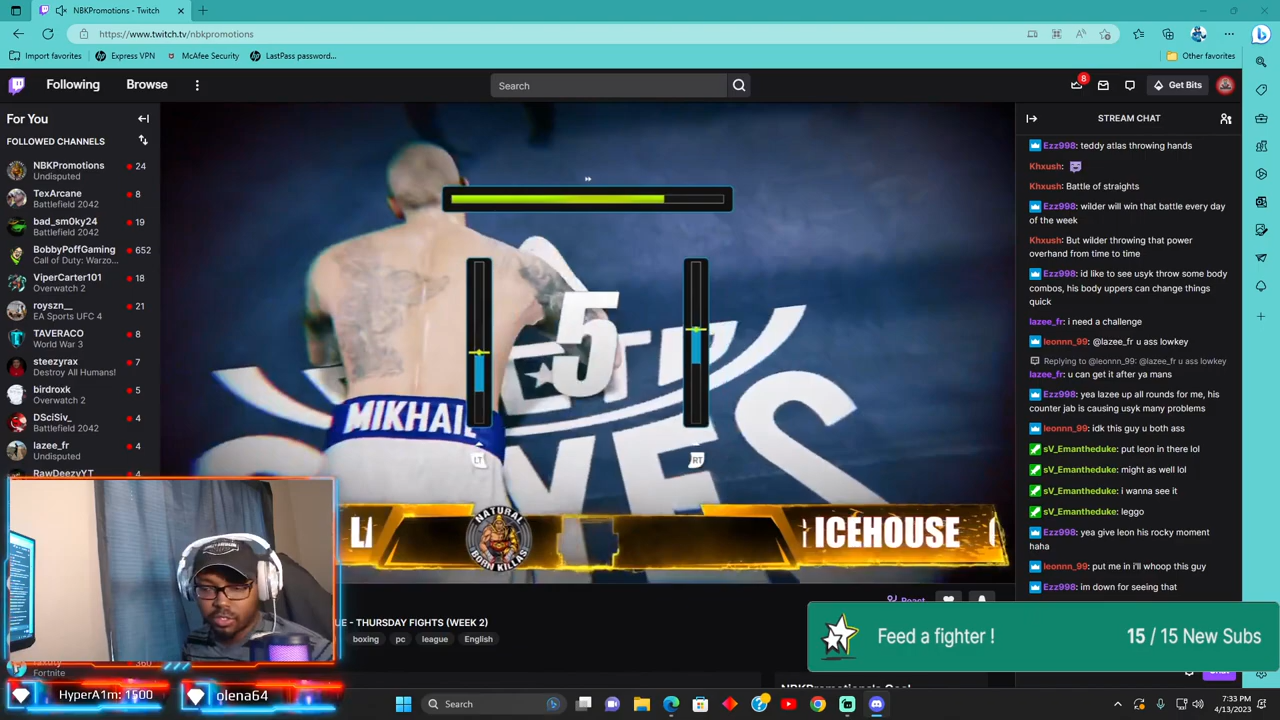 NBKPromotions - Twitch
https://www.twitch.tv/nbkpromotions
Import favorites
Express VPN
McAfee Security
LastPass password...
Other favorites
Following
Browse
Search
8
Get Bits
For You
FOLLOWED CHANNELS
NBKPromotions 24
Undisputed
TexArcane 8
Battlefield 2042
bad_sm0ky24 19
Battlefield 2042
BobbyPoffGaming 652
Call of Duty: Warzo...
ViperCarter101 18
Overwatch 2
royszn__ 21
EA Sports UFC 4
TAVERACO 8
World War 3
steezyrax 7
Destroy All Humans!
birdroxk 5
Overwatch 2
DSciSiv_ 4
Battlefield 2042
lazee_fr 4
Undisputed
RawDeezyYT 4
360
Fortnite
MIKHAIL
5
LT
RT
NATURAL
BORN KILLAS
ICEHOUSE
UE - THURSDAY FIGHTS (WEEK 2)
boxing
pc
league
English
React
STREAM CHAT
Ezz998: teddy atlas throwing hands
Khxush:
Khxush: Battle of straights
Ezz998: wilder will win that battle every day
of the week
Khxush: But wilder throwing that power
overhand from time to time
Ezz998: id like to see usyk throw some body
combos, his body uppers can change things
quick
lazee_fr: i need a challenge
leonnn_99: @lazee_fr u ass lowkey
Replying to @leonnn_99: @lazee_fr u ass lowkey
lazee_fr: u can get it after ya mans
Ezz998: yea lazee up all rounds for me, his
counter jab is causing usyk many problems
leonnn_99: idk this guy u both ass
sV_Emantheduke: put leon in there lol
sV_Emantheduke: might as well lol
sV_Emantheduke: i wanna see it
sV_Emantheduke: leggo
Ezz998: yea give leon his rocky moment
haha
leonnn_99: put me in i'll whoop this guy
Ezz998: im down for seeing that
Feed a fighter !
15 / 15 New Subs
HyperA1m: 1500
olena64
Search
7:33 PM
4/13/2023